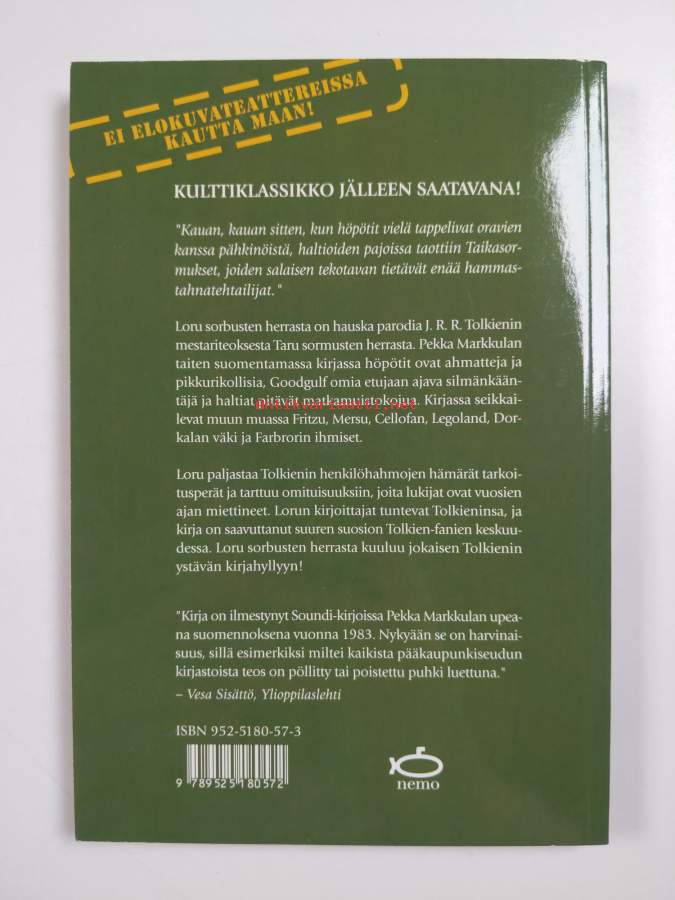 EI ELOKUVATEATTEREISSA
KAUTTA MAAN!
KULTTIKLASSIKKO JÄLLEEN SAATAVANA!
"Kauan, kauan sitten, kun höpötit vielä tappelivat oravien
kanssa pähkinöistä, haltioiden pajoissa taottiin Taikasor-
mukset, joiden salaisen tekotavan tietävät enää hammas-
tahnatehtailijat."
Loru sorbusten herrasta on hauska parodia J. R. R. Tolkienin
mestariteoksesta Taru sormusten herrasta. Pekka Markkulan
taiten suomentamassa kirjassa höpötit ovat ahmatteja ja
pikkurikollisia, Goodgulf omia etujaan ajava silmänkään-
täjä ja haltiat pitävät matkamuistokojua. Kirjassa seikkai-
antikvariaatti.net
levat muun muassa Fritzu, Mersu, Cellofan, Legoland, Dor-
kalan väki ja Farbrorin ihmiset.
Loru paljastaa Tolkienin henkilöhahmojen hämärät tarkoi-
tusperät ja tarttuu omituisuuksiin, joita lukijat ovat vuosien
ajan miettineet. Lorun kirjoittajat tuntevat Tolkieninsa, ja
kirja on saavuttanut suuren suosion Tolkien-fanien keskuu-
dessa. Loru sorbusten herrasta kuuluu jokaisen Tolkienin
ystävän kirjahyllyyn!
"Kirja on ilmestynyt Soundi-kirjoissa Pekka Markkulan upea-
na suomennoksena vuonna 1983. Nykyään se on harvinai-
suus, sillä esimerkiksi miltei kaikista pääkaupunkiseudun
kirjastoista teos on pöllitty tai poistettu puhki luettuna."
– Vesa Sisättö, Ylioppilaslehti
ISBN 952-5180-57-3
9 789525 180572
nemo